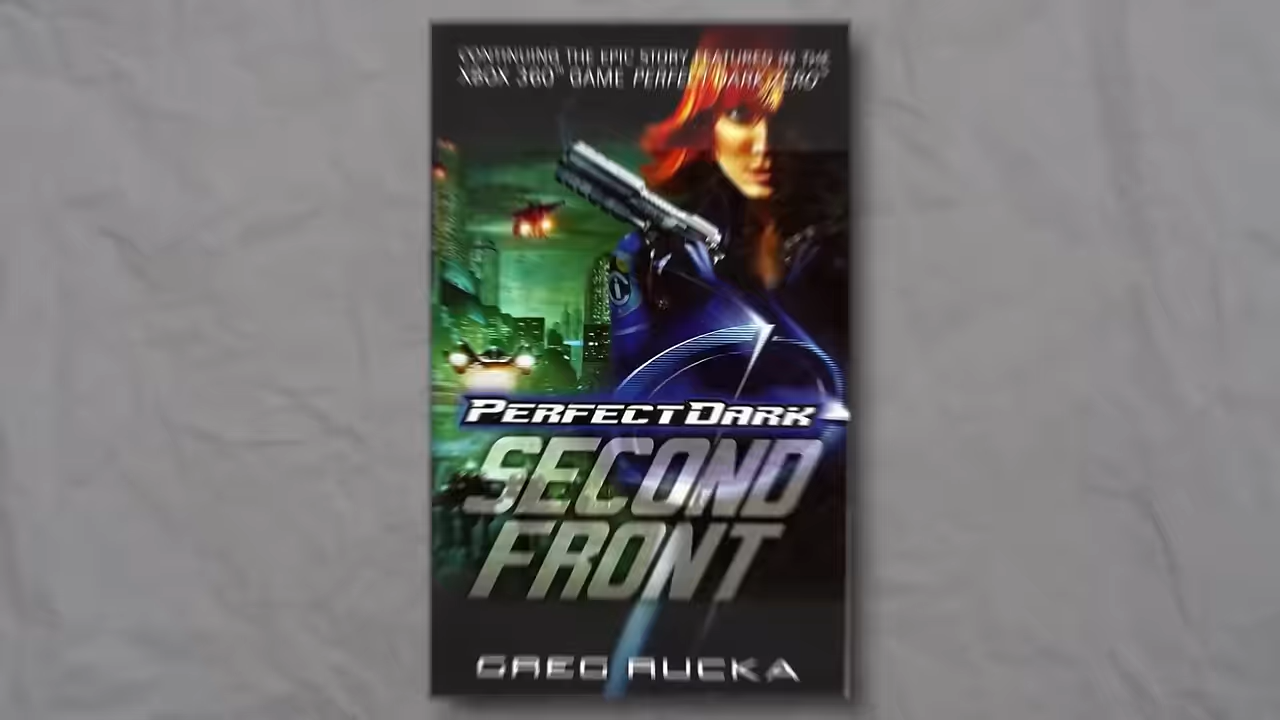 CONTINUING THE EPIC STORY FEATURED IN THE
XBOX 360™ GAME PERFECT DARK ZERO™
PERFECT DARK
SECOND
FRONT
GREG RUCKA